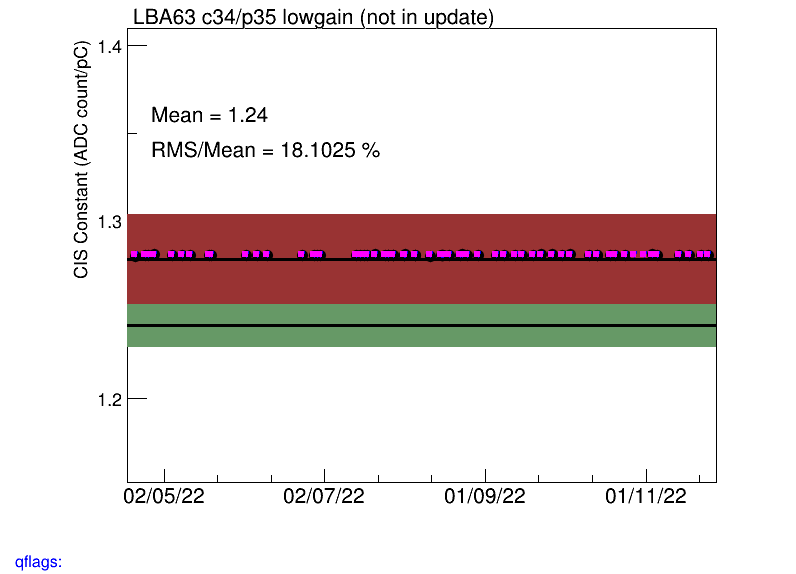 LBA63 c34/p35 lowgain (not in update)
CIS Constant (ADC count/pC)
1.4
Mean = 1.24
RMS/Mean = 18.1025 %
1.3
1.2
02/05/22 02/07/22 01/09/22 01/11/22
qflags: